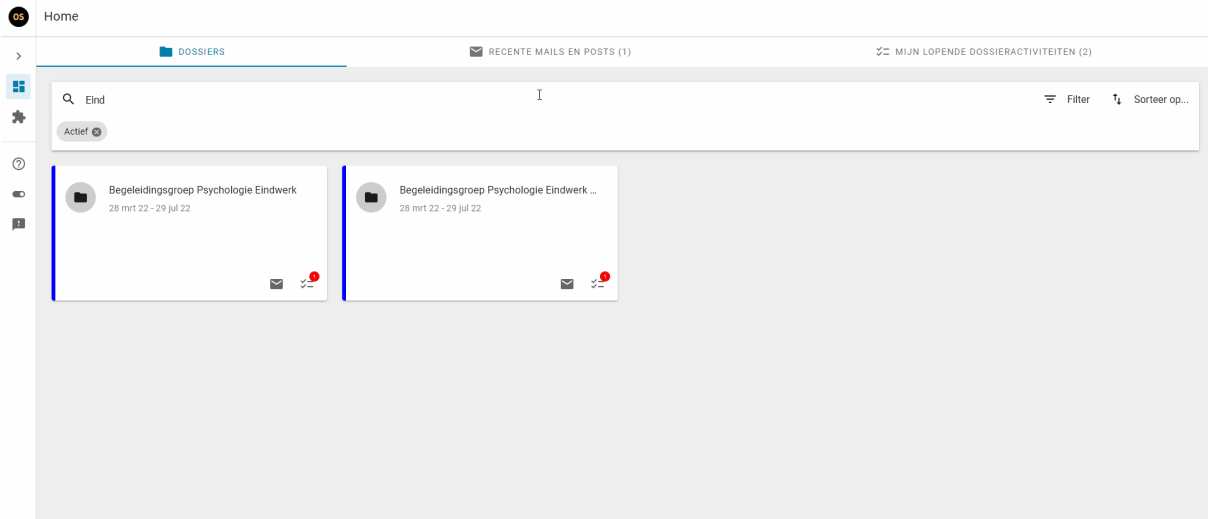 OS Home
DOSSIERS RECENTE MAILS EN POSTS (1) MIJN LOPENDE DOSSIERACTIVITEITEN (2)
Eind Filter Sorteer op...
Actief
Begeleidingsgroep Psychologie Eindwerk
28 mrt 22 - 29 jul 22
1
Begeleidingsgroep Psychologie Eindwerk ...
28 mrt 22 - 29 jul 22
1